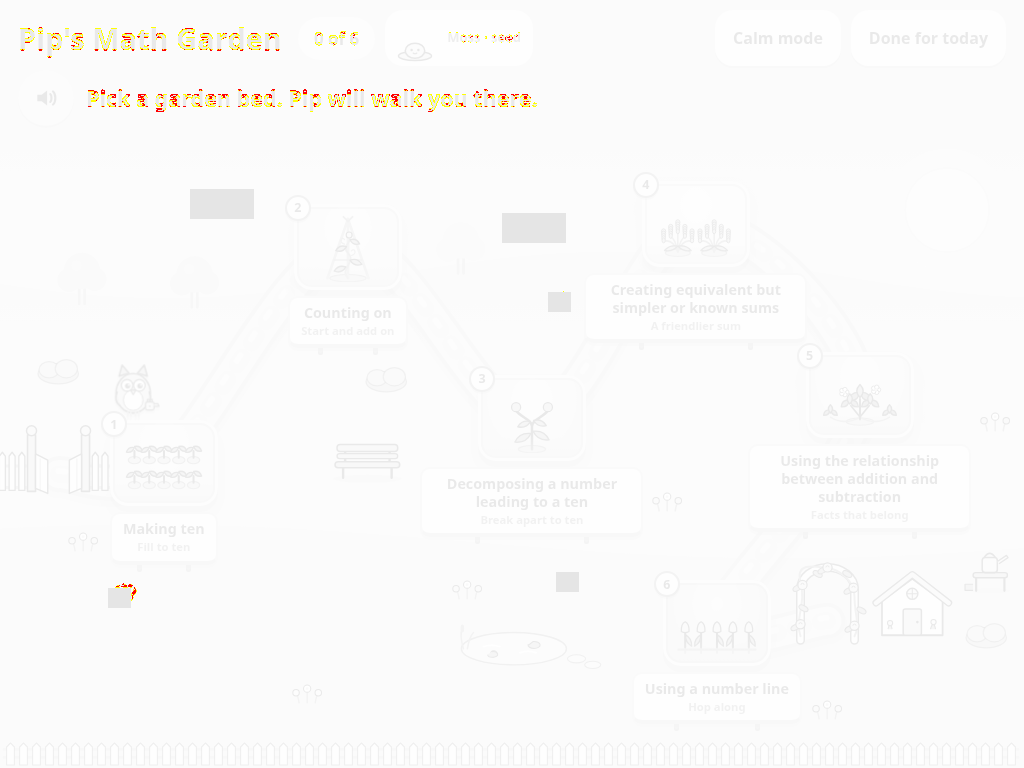 Pip's Math Garden
Calm mode
Done for today
Pick a garden bed. Pip will walk you there.
4
2
Creating equivalent but
simpler or known sums
A friendlier sum
Counting on
Start and add on
5
3
1
Using the relationship
between addition and
subtraction
Facts that belong
Decomposing a number
leading to a ten
Break apart to ten
Making ten
Fill to ten
6
Using a number line
Hop along